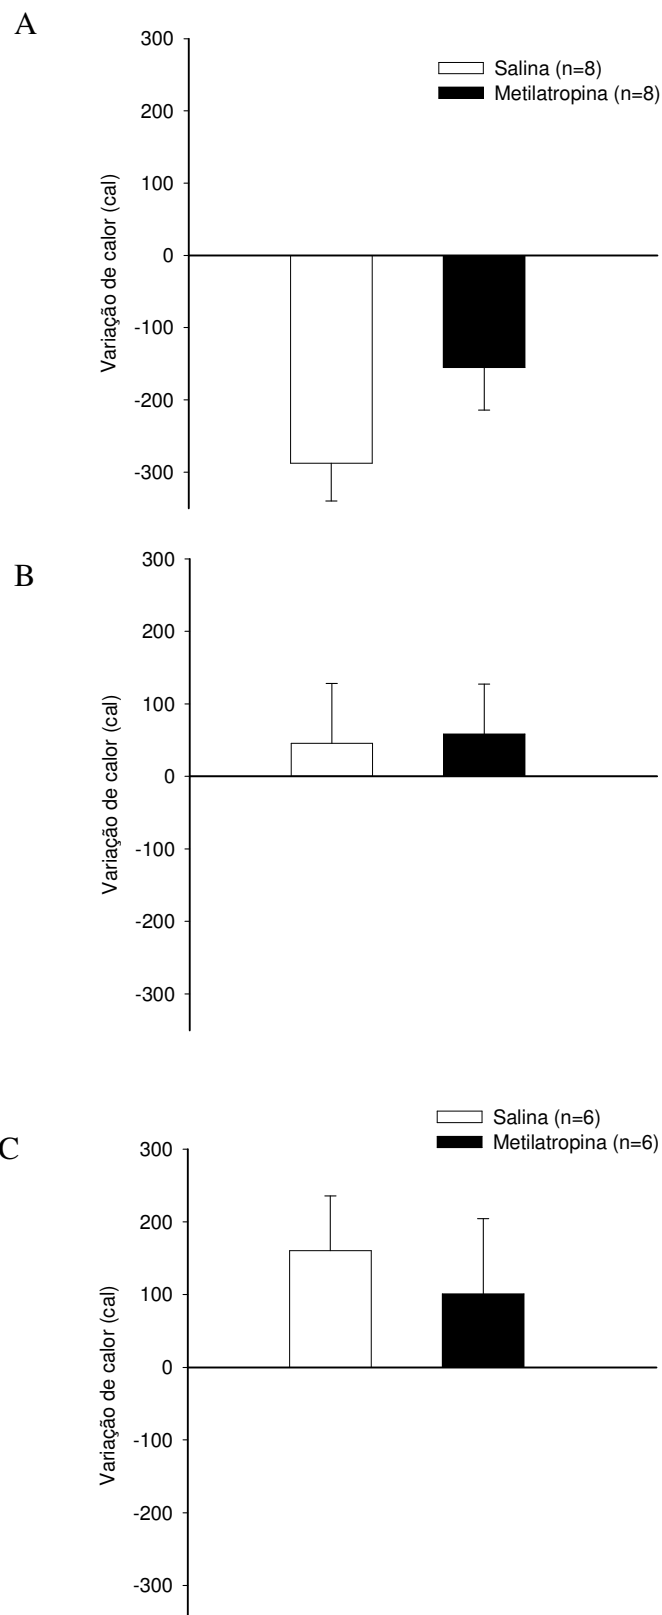 A
300
200
100
0
-100
-200
-300
Variação de calor (cal)
Salina (n=8)
Metilatropina (n=8)
B
300
200
100
0
-100
-200
-300
Variação de calor (cal)
C
Salina (n=6)
Metilatropina (n=6)
300
200
100
0
-100
-200
-300
Variação de calor (cal)